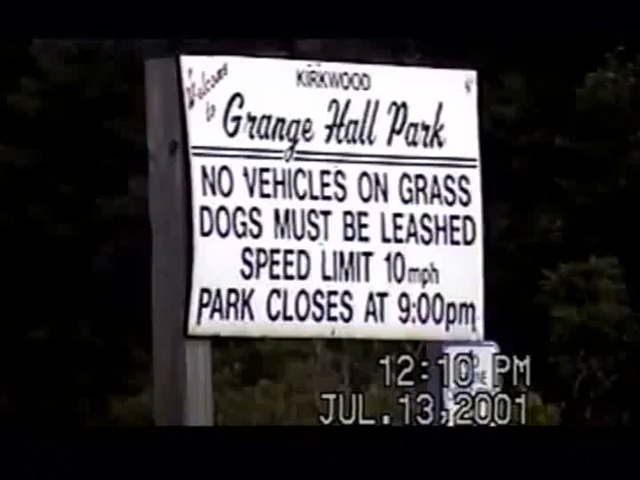 Welcome
to
KIRKWOOD
Grange Hall Park
NO VEHICLES ON GRASS
DOGS MUST BE LEASHED
SPEED LIMIT 10mph
PARK CLOSES AT 9:00pm
12:10 PM
JUL.13,2001